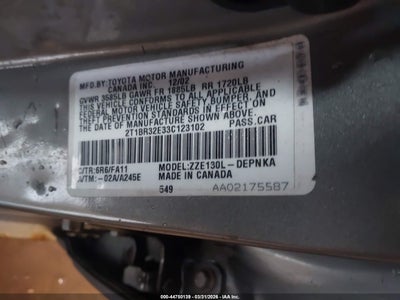 MFD.BY:TOYOTA MOTOR MANUFACTURING
CANADA INC. 12/02
GVWR 3585LB GAWR FR 1885LB RR 1720LB
THIS VEHICLE CONFORMS TO ALL APPLICABLE
FEDERAL MOTOR VEHICLE SAFETY, BUMPER, AND
THEFT PREVENTION STANDARDS IN EFFECT ON
THE DATE OF MANUFACTURE SHOWN ABOVE.
2T1BR32E33C123102 PASS.CAR
C/TR:6R6/FA11 MODEL:ZZE130L-DEPNKA
A/TM:-02A/A245E MADE IN CANADA
549 AA02175587
000-44750139 - 03/31/2026 - IAAI.COM